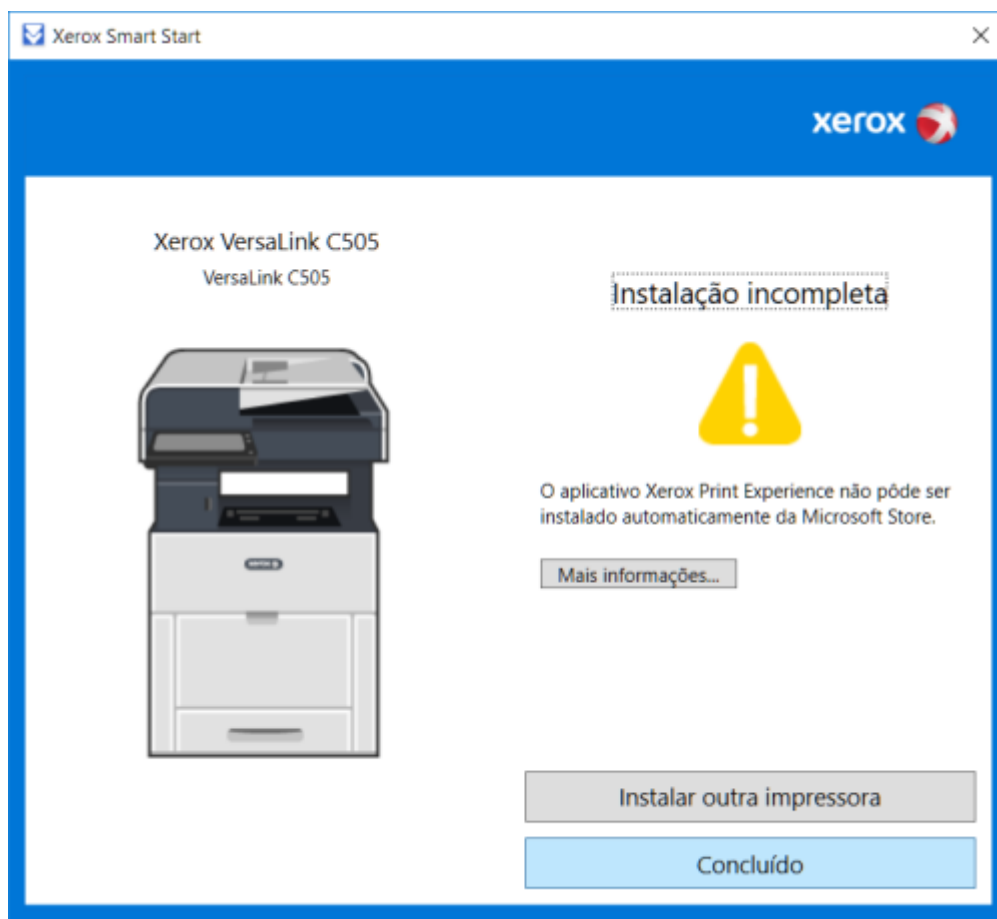 Xerox Smart Start
xerox
Xerox VersaLink C505
VersaLink C505
Instalação incompleta
O aplicativo Xerox Print Experience não pôde ser
instalado automaticamente da Microsoft Store.
Mais informações...
Instalar outra impressora
Concluído